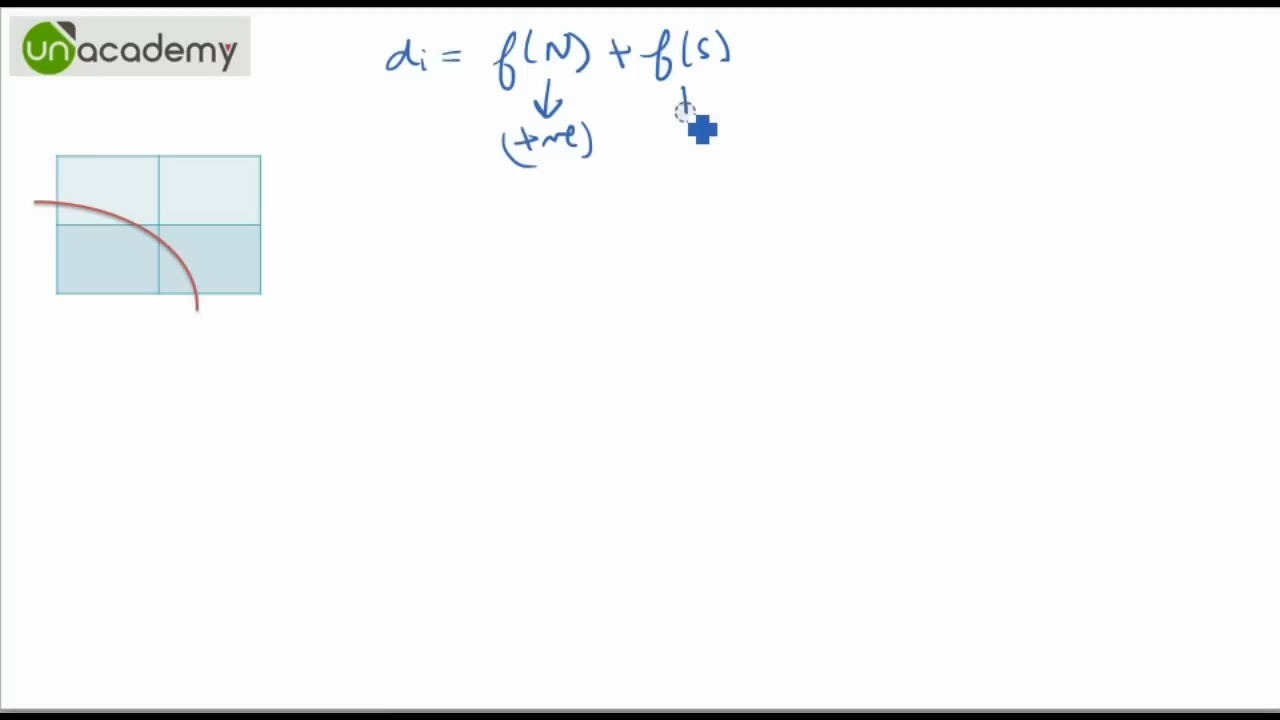 unacademy
di = f(N) + f(S)
(+ve)